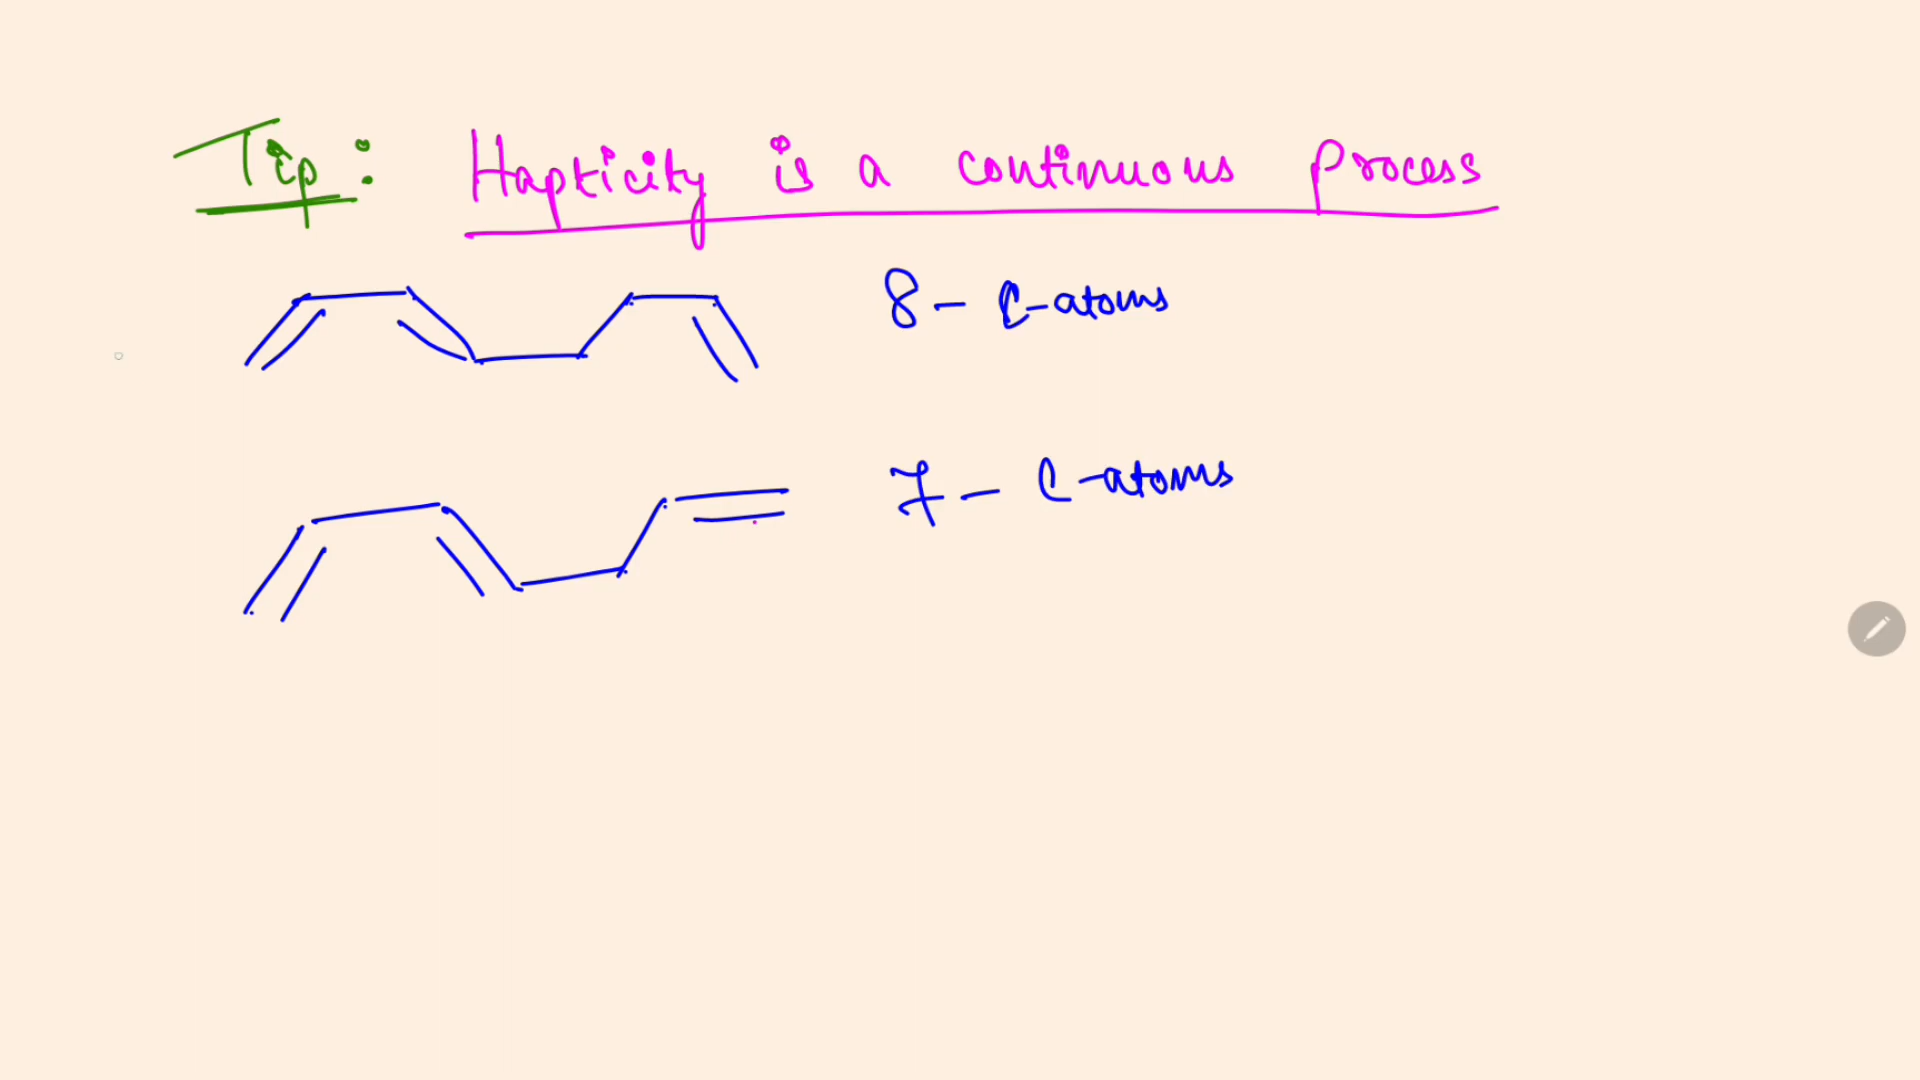 Tip: Hapticity is a continuous process
8 - C-atoms
7 - C-atoms